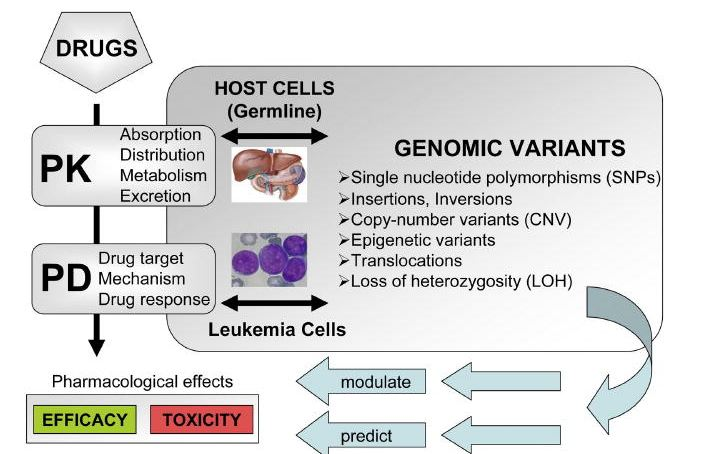 DRUGS
PK
Absorption
Distribution
Metabolism
Excretion
PD
Drug target
Mechanism
Drug response
HOST CELLS
(Germline)
Leukemia Cells
GENOMIC VARIANTS
➢Single nucleotide polymorphisms (SNPs)
➢Insertions, Inversions
➢Copy-number variants (CNV)
➢Epigenetic variants
➢Translocations
➢Loss of heterozygosity (LOH)
Pharmacological effects
EFFICACY
TOXICITY
modulate
predict